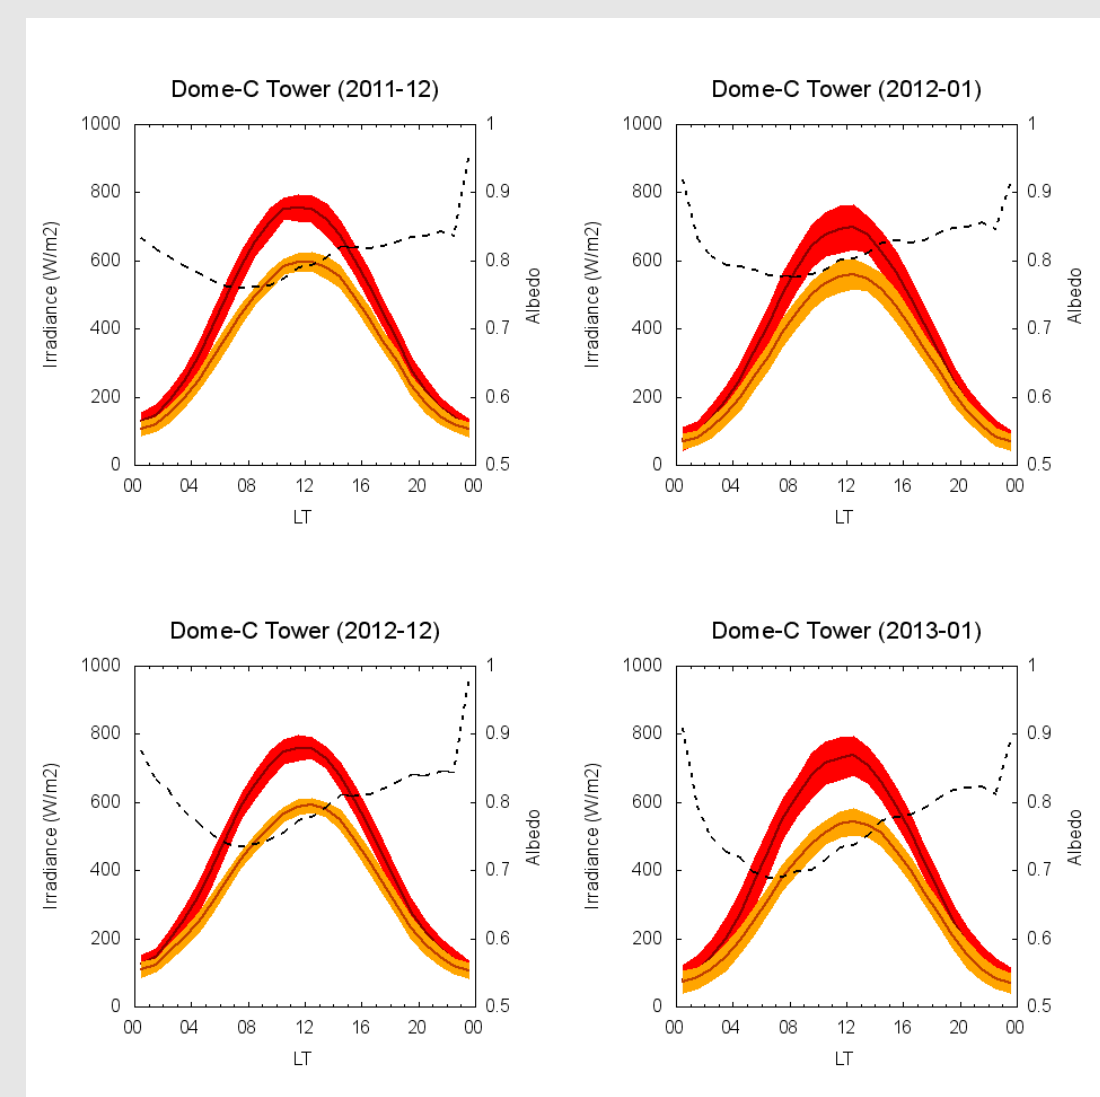 Dome-C Tower (2011-12)
1000
800
600
400
200
0
Irradiance (W/m2)
1
0.9
0.8
0.7
0.6
0.5
Albedo
00 04 08 12 16 20 00
LT
Dome-C Tower (2012-01)
1000
800
600
400
200
0
Irradiance (W/m2)
1
0.9
0.8
0.7
0.6
0.5
Albedo
00 04 08 12 16 20 00
LT
Dome-C Tower (2012-12)
1000
800
600
400
200
0
Irradiance (W/m2)
1
0.9
0.8
0.7
0.6
0.5
Albedo
00 04 08 12 16 20 00
LT
Dome-C Tower (2013-01)
1000
800
600
400
200
0
Irradiance (W/m2)
1
0.9
0.8
0.7
0.6
0.5
Albedo
00 04 08 12 16 20 00
LT